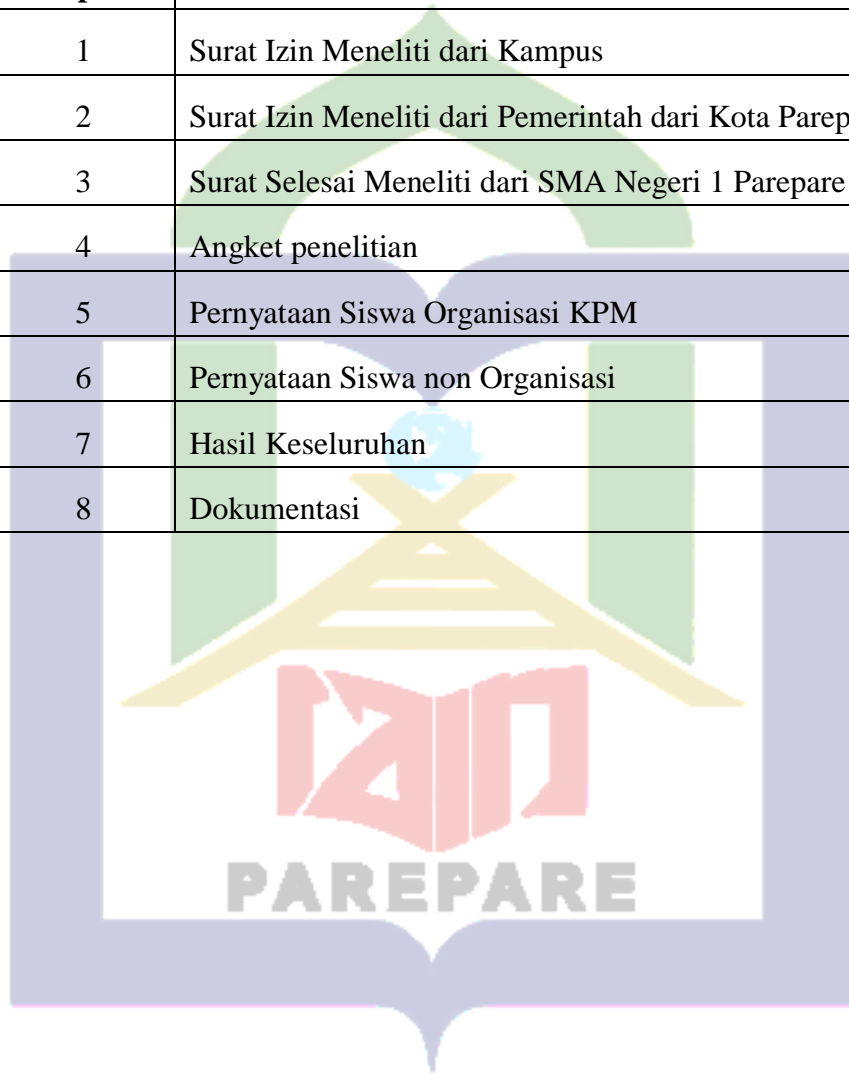 1 Surat Izin Meneliti dari Kampus
2 Surat Izin Meneliti dari Pemerintah dari Kota Parep
3 Surat Selesai Meneliti dari SMA Negeri 1 Parepare
4 Angket penelitian
5 Pernyataan Siswa Organisasi KPM
6 Pernyataan Siswa non Organisasi
7 Hasil Keseluruhan
8 Dokumentasi
iain
PAREPARE